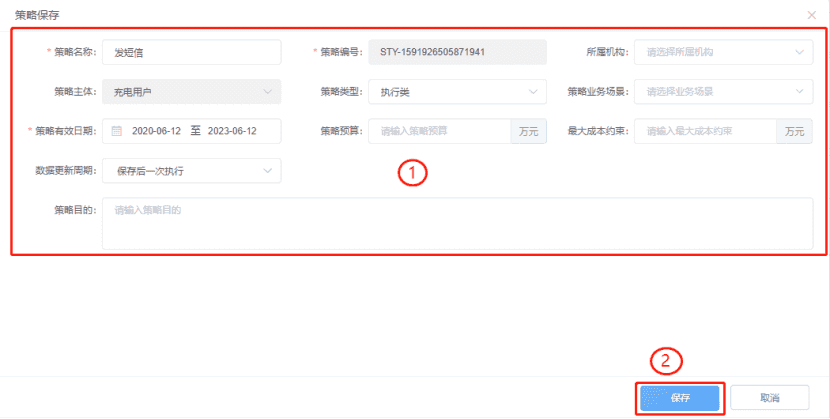 策略保存
* 策略名称: 发短信 * 策略编号: STY-1591926505871941 所属机构: 请选择所属机构
策略主体: 充电用户 策略类型: 执行类 策略业务场景: 请选择业务场景
* 策略有效日期: 2020-06-12 至 2023-06-12 策略预算: 请输入策略预算 万元 最大成本约束: 请输入最大成本约束 万元
数据更新周期: 保存后一次执行
①
策略目的: 请输入策略目的
②
保存 取消